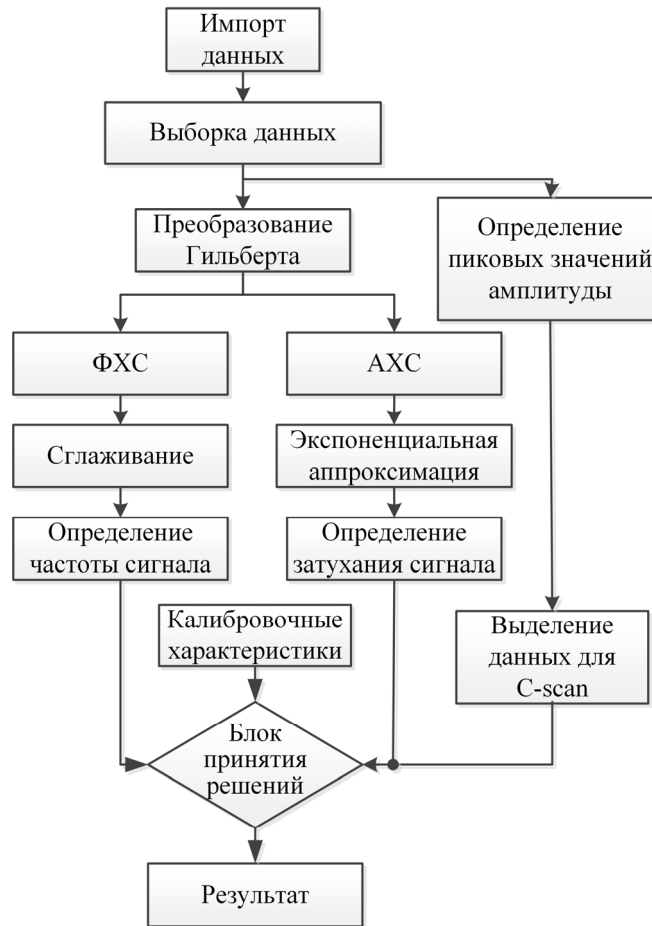 Импорт
данных
Выборка данных
Преобразование
Гильберта
Определение
пиковых значений
амплитуды
ФХС
АХС
Сглаживание
Экспоненциальная
аппроксимация
Определение
частоты сигнала
Определение
затухания сигнала
Калибровочные
характеристики
Выделение
данных для
C-scan
Блок
принятия
решений
Результат